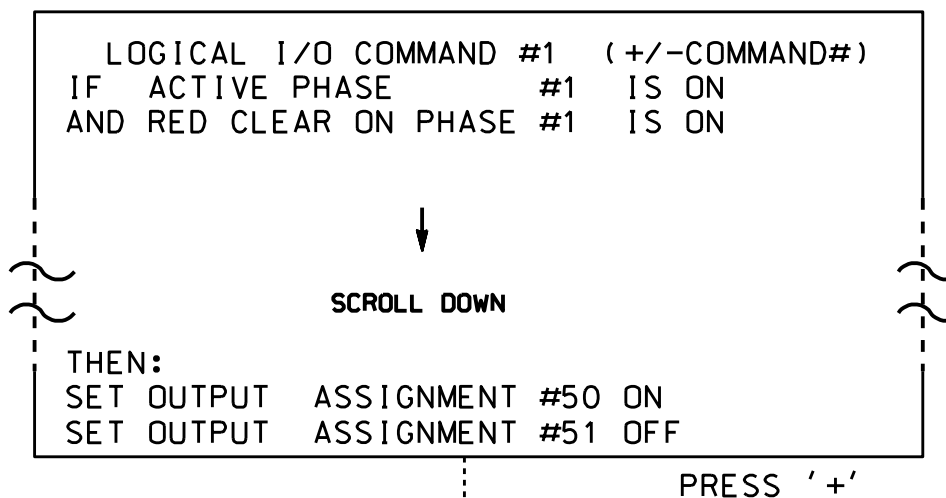 LOGICAL I/O COMMAND #1 (+/-COMMAND#)
IF ACTIVE PHASE #1 IS ON
AND RED CLEAR ON PHASE #1 IS ON
SCROLL DOWN
THEN:
SET OUTPUT ASSIGNMENT #50 ON
SET OUTPUT ASSIGNMENT #51 OFF
PRESS '+'